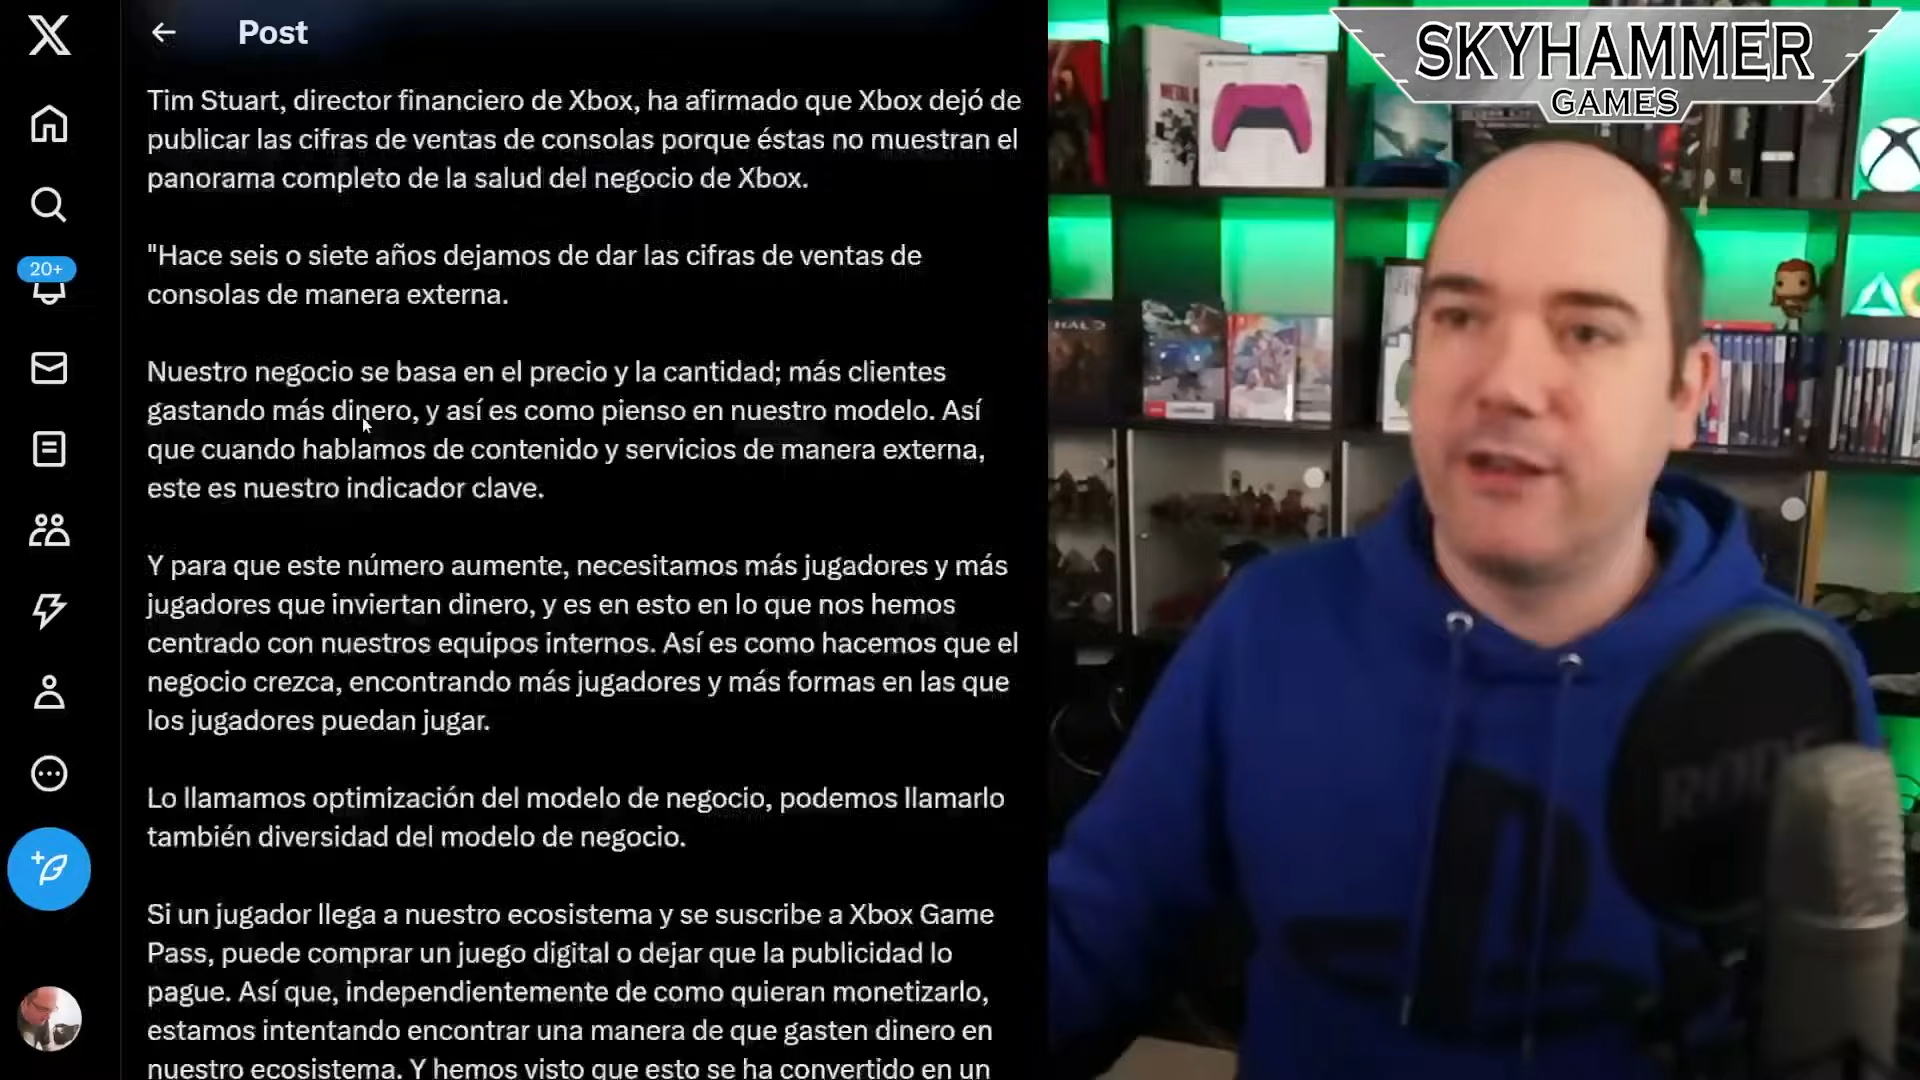 Post
20+
Tim Stuart, director financiero de Xbox, ha afirmado que Xbox dejó de
publicar las cifras de ventas de consolas porque éstas no muestran el
panorama completo de la salud del negocio de Xbox.
"Hace seis o siete años dejamos de dar las cifras de ventas de
consolas de manera externa.
Nuestro negocio se basa en el precio y la cantidad; más clientes
gastando más dinero, y así es como pienso en nuestro modelo. Así
que cuando hablamos de contenido y servicios de manera externa,
este es nuestro indicador clave.
Y para que este número aumente, necesitamos más jugadores y más
jugadores que inviertan dinero, y es en esto en lo que nos hemos
centrado con nuestros equipos internos. Así es como hacemos que el
negocio crezca, encontrando más jugadores y más formas en las que
los jugadores puedan jugar.
Lo llamamos optimización del modelo de negocio, podemos llamarlo
también diversidad del modelo de negocio.
Si un jugador llega a nuestro ecosistema y se suscribe a Xbox Game
Pass, puede comprar un juego digital o dejar que la publicidad lo
pague. Así que, independientemente de como quieran monetizarlo,
estamos intentando encontrar una manera de que gasten dinero en
nuestro ecosistema. Y hemos visto que esto se ha convertido en un
SKYHAMMER
GAMES
HALO
RODE